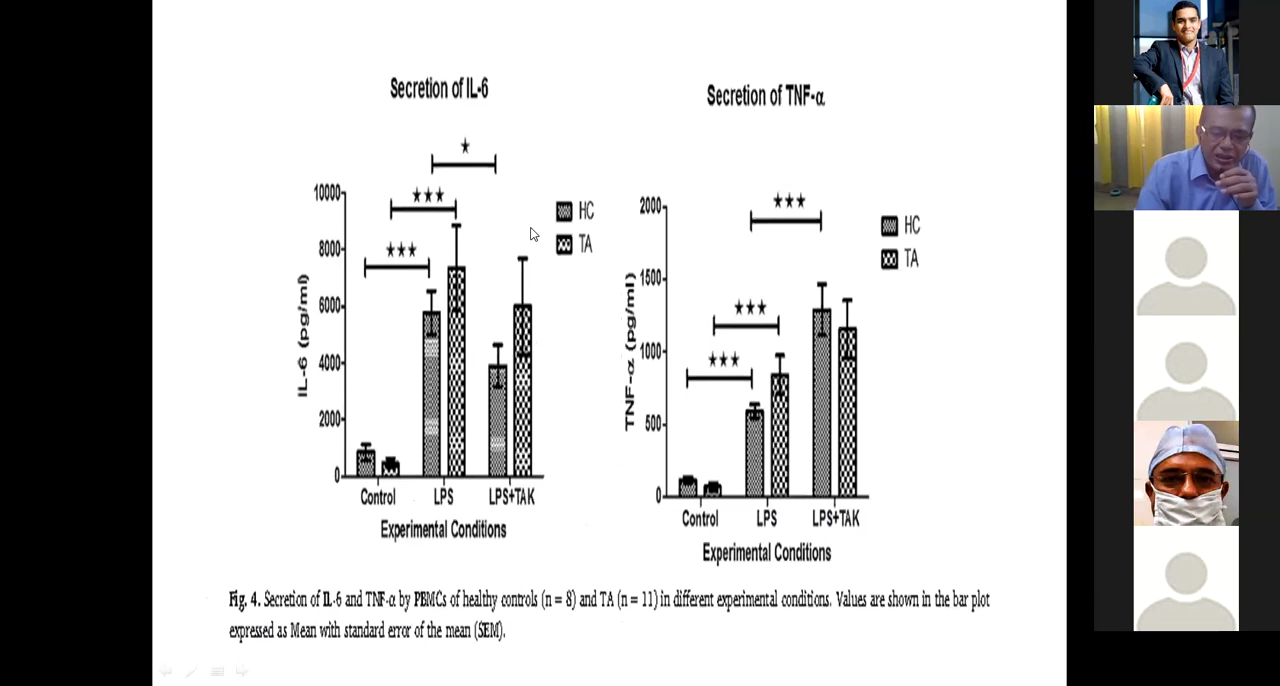 Secretion of IL-6
Secretion of TNF-α
★
★★★
★★★
10000
8000
6000
4000
2000
0
IL-6 (pg/ml)
HC
TA
Control
LPS
LPS+TAK
Experimental Conditions
★★★
★★★
★★★
2000
1500
1000
500
0
TNF-α (pg/ml)
HC
TA
Control
LPS
LPS+TAK
Experimental Conditions
Fig. 4. Secretion of IL-6 and TNF-α by PBMCs of healthy controls (n = 8) and TA (n = 11) in different experimental conditions. Values are shown in the bar plot
expressed as Mean with standard error of the mean (SEM).